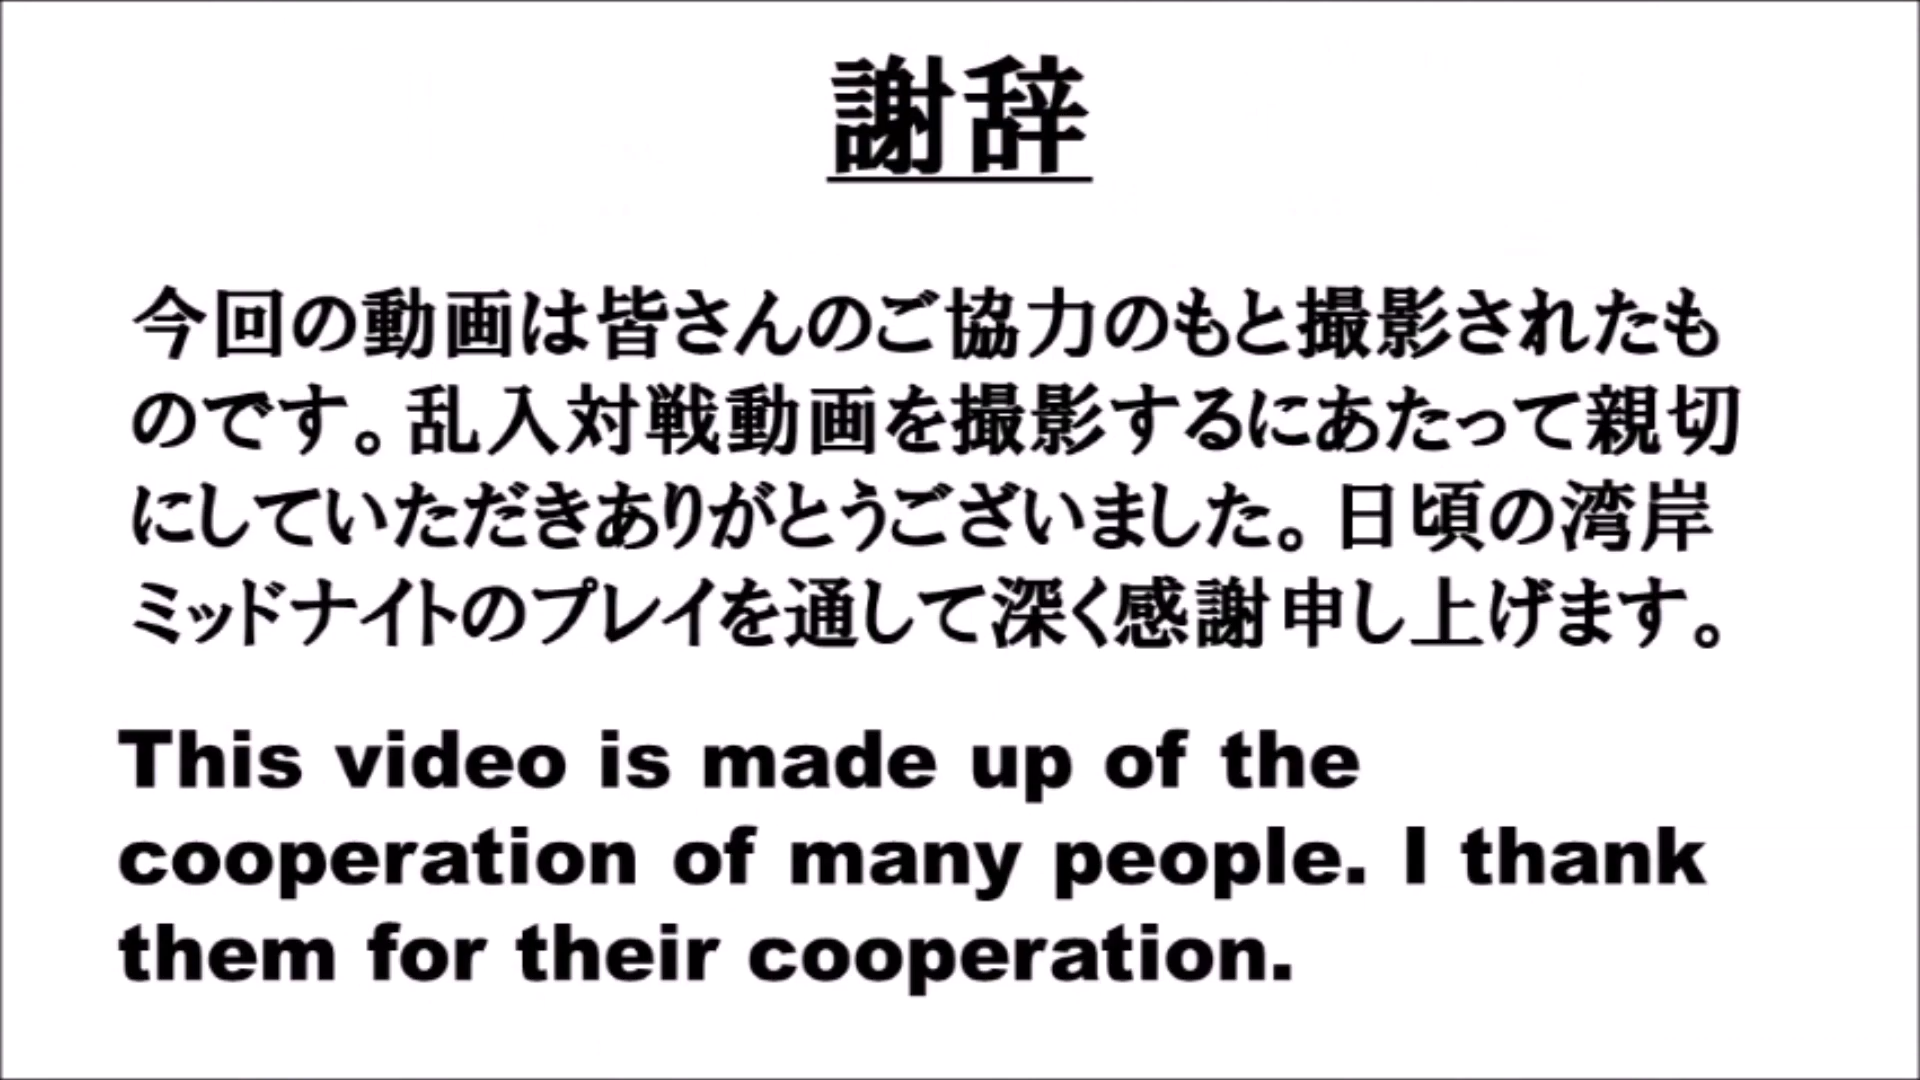 謝辞
今回の動画は皆さんのご協力のもと撮影されたも
のです。乱入対戦動画を撮影するにあたって親切
にしていただきありがとうございました。日頃の湾岸
ミッドナイトのプレイを通して深く感謝申し上げます。
This video is made up of the
cooperation of many people. I thank
them for their cooperation.